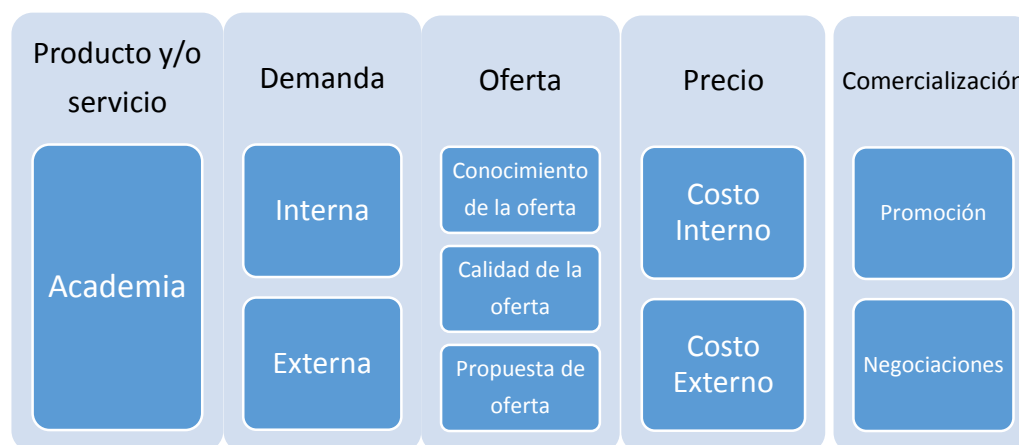 Producto y/o
servicio
Academia
Demanda
Interna
Externa
Oferta
Conocimiento
de la oferta
Calidad de la
oferta
Propuesta de
oferta
Precio
Costo
Interno
Costo
Externo
Comercialización
Promoción
Negociaciones